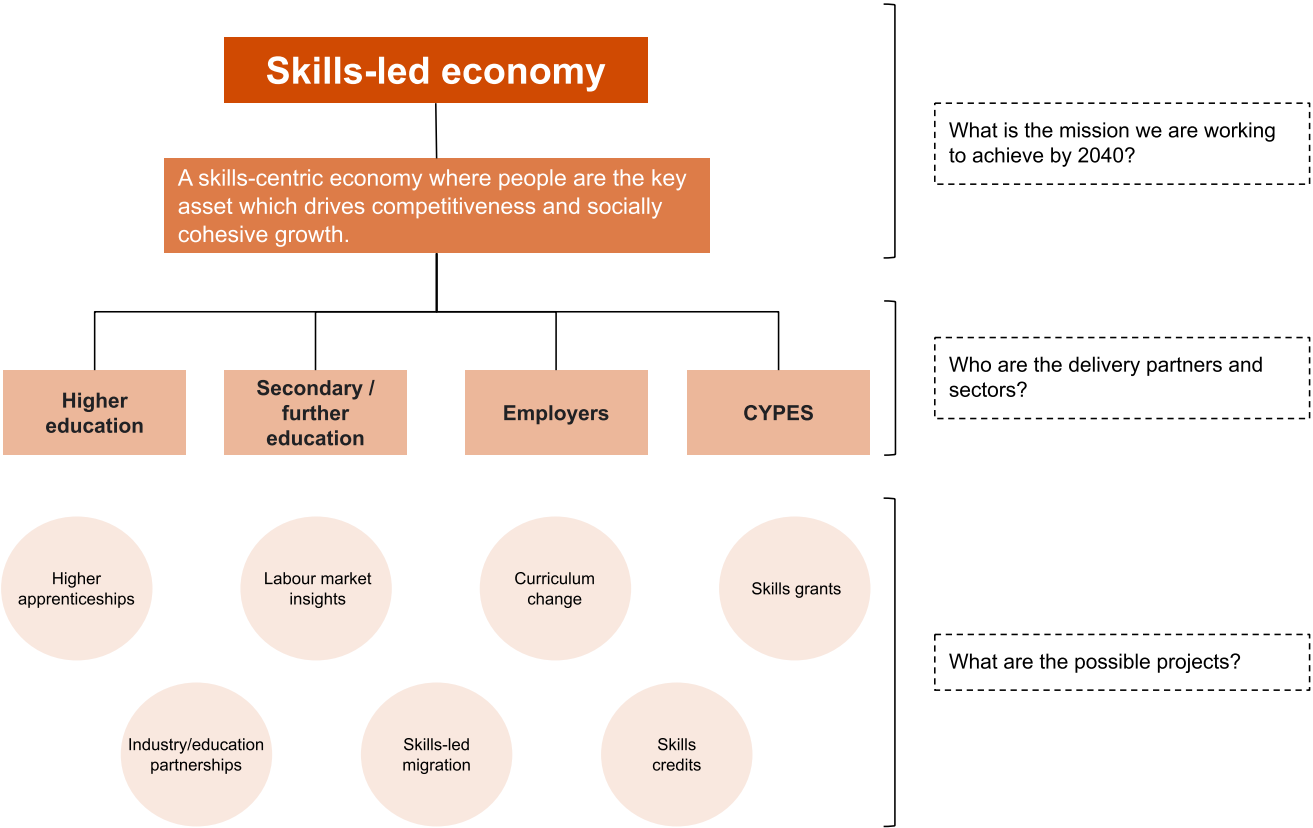 Skills-led economy
What is the mission we are working
to achieve by 2040?
A skills-centric economy where people are the key
asset which drives competitiveness and socially
cohesive growth.
Higher
education
Secondary /
further
education
Employers
CYPES
Who are the delivery partners and
sectors?
Higher
apprenticeships
Labour market
insights
Curriculum
change
Skills grants
What are the possible projects?
Industry/education
partnerships
Skills-led
migration
Skills
credits